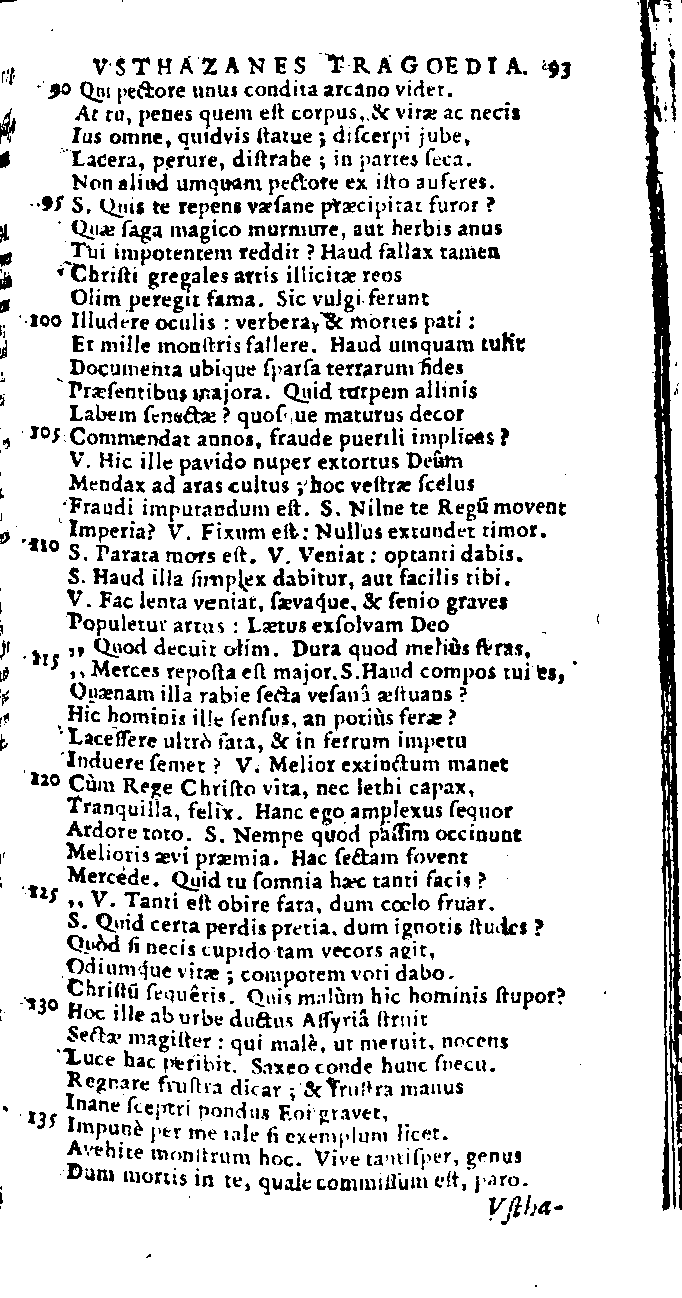 VSTHAZANES TRAGOEDIA. 93
90 Qui pectore unus condita arcano videt.
At tu, penes quem est corpus, & vitæ ac necis
Ius omne, quidvis statue ; discerpi jube,
Lacera, perure, distrahe ; in partes seca.
Non aliud umquam pectore ex isto auferes.
95 S. Quis te repens væsane præcipitat furor ?
Quæ saga magico murmure, aut herbis anus
Tui impotentem reddit ? Haud fallax tamen
Christi gregales artis illicitæ reos
Olim peregit fama. Sic vulgi ferunt
100 Illudere oculis : verbera, & mortes pati :
Et mille monstris fallere. Haud umquam tulit
Documenta ubique sparsa terrarum fides
Præsentibus majora. Quid turpem allinis
Labem senectæ ? quosque maturus decor
105 Commendat annos, fraude puerili implicas ?
V. Hic ille pavido nuper extortus Deûm
Mendax ad aras cultus ; hoc vestræ scelus
Fraudi imputandum est. S. Nilne te Regũ movent
Imperia? V. Fixum est : Nullus extundet timor.
110 S. Parata mors est. V. Veniat : optanti dabis.
S. Haud illa simplex dabitur, aut facilis tibi.
V. Fac lenta veniat, sævaque, & senio graves
Populetur artus : Lætus exsolvam Deo
,, Quod decuit olim. Dura quod meliùs feras,
115 ,, Merces reposta est major. S. Haud compos tui es,
Quænam illa rabie secta vesanâ æstuans ?
Hic hominis ille sensus, an potiùs feræ ?
Lacessere ultrò fata, & in ferrum impetu
Induere semet ? V. Melior extinctum manet
120 Cùm Rege Christo vita, nec lethi capax,
Tranquilla, felix. Hanc ego amplexus sequor
Ardore toto. S. Nempe quod passim occinunt
Melioris ævi præmia. Hac sectam fovent
Mercede. Quid tu somnia hæc tanti facis ?
125 ,, V. Tanti est obire fata, dum cœlo fruar.
S. Quid certa perdis pretia, dum ignotis studes ?
Quòd si necis cupido tam vecors agit,
Odiumque vitæ ; compotem voti dabo.
Christũ sequêris. Quis malùm hic hominis stupor?
130 Hoc ille ab urbe ductus Assyriâ struit
Sectæ magister : qui malè, ut meruit, nocens
Luce hac peribit. Saxeo conde hunc specu.
Regnare frustra dicar ; & frustra manus
Inane sceptri pondus Eoi gravet,
135 Impunè per me tale si exemplum licet.
Avehite monstrum hoc. Vive tantisper, genus
Dum mortis in te, quale commissum est, paro.
Vstha-